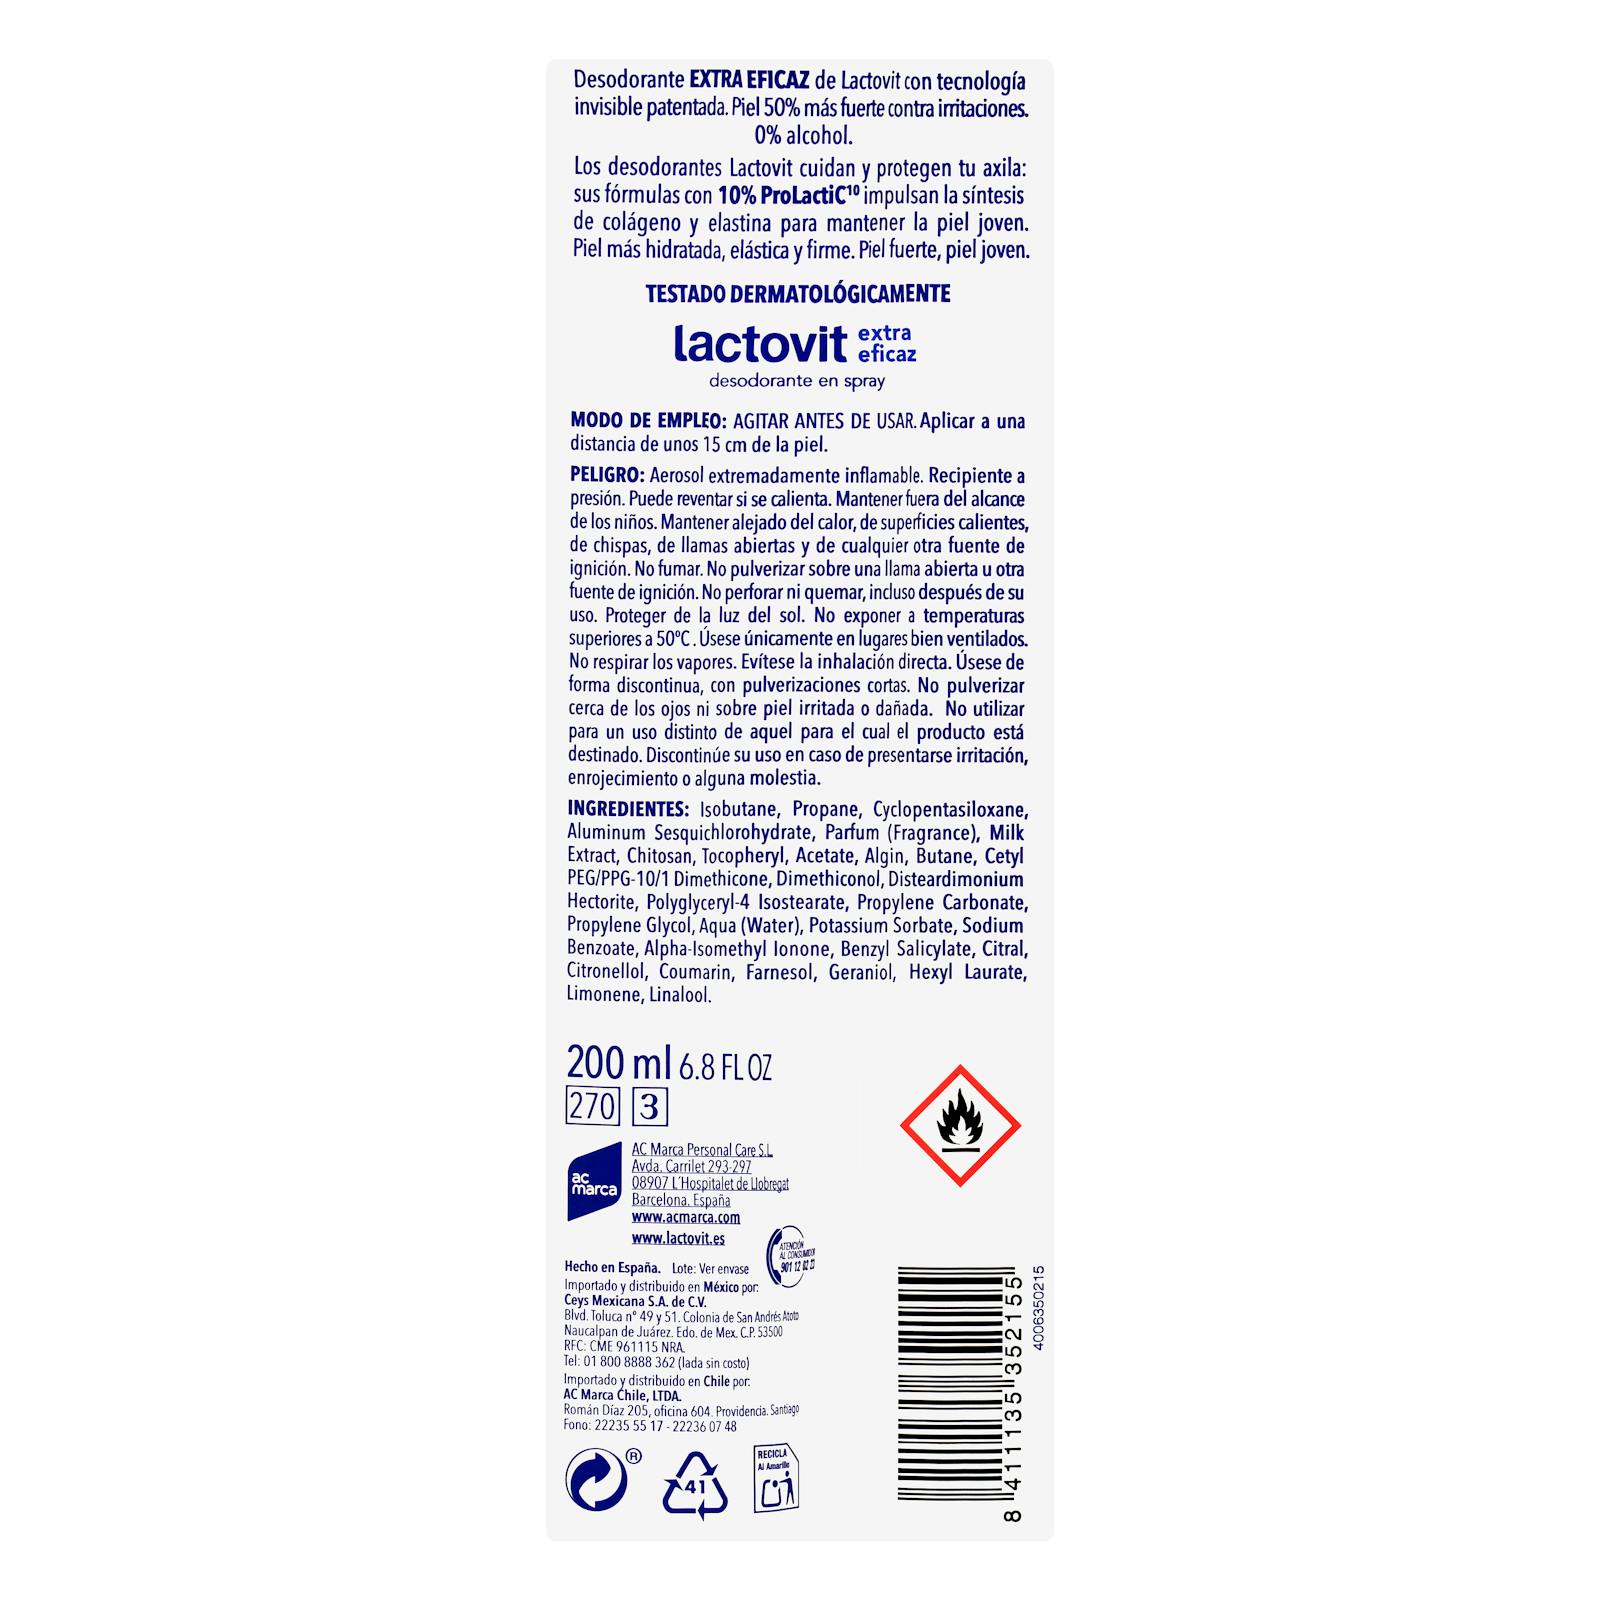 Desodorante EXTRA EFICAZ de Lactovit con tecnología
invisible patentada. Piel 50% más fuerte contra irritaciones.
0% alcohol.
Los desodorantes Lactovit cuidan y protegen tu axila:
sus fórmulas con 10% ProLactiC¹⁰ impulsan la síntesis
de colágeno y elastina para mantener la piel joven.
Piel más hidratada, elástica y firme. Piel fuerte, piel joven.
TESTADO DERMATOLÓGICAMENTE
lactovit extra
eficaz
desodorante en spray
MODO DE EMPLEO: AGITAR ANTES DE USAR. Aplicar a una
distancia de unos 15 cm de la piel.
PELIGRO: Aerosol extremadamente inflamable. Recipiente a
presión. Puede reventar si se calienta. Mantener fuera del alcance
de los niños. Mantener alejado del calor, de superficies calientes,
de chispas, de llamas abiertas y de cualquier otra fuente de
ignición. No fumar. No pulverizar sobre una llama abierta u otra
fuente de ignición. No perforar ni quemar, incluso después de su
uso. Proteger de la luz del sol. No exponer a temperaturas
superiores a 50ºC. Úsese únicamente en lugares bien ventilados.
No respirar los vapores. Evítese la inhalación directa. Úsese de
forma discontinua, con pulverizaciones cortas. No pulverizar
cerca de los ojos ni sobre piel irritada o dañada. No utilizar
para un uso distinto de aquel para el cual el producto está
destinado. Discontinúe su uso en caso de presentarse irritación,
enrojecimiento o alguna molestia.
INGREDIENTES: Isobutane, Propane, Cyclopentasiloxane,
Aluminum Sesquichlorohydrate, Parfum (Fragrance), Milk
Extract, Chitosan, Tocopheryl, Acetate, Algin, Butane, Cetyl
PEG/PPG-10/1 Dimethicone, Dimethiconol, Disteardimonium
Hectorite, Polyglyceryl-4 Isostearate, Propylene Carbonate,
Propylene Glycol, Aqua (Water), Potassium Sorbate, Sodium
Benzoate, Alpha-Isomethyl Ionone, Benzyl Salicylate, Citral,
Citronellol, Coumarin, Farnesol, Geraniol, Hexyl Laurate,
Limonene, Linalool.
200 ml 6.8 FL OZ
270 3
ac
marca
AC Marca Personal Care S.L.
Avda. Carrilet 293-297
08907 L'Hospitalet de Llobregat
Barcelona. España
www.acmarca.com
www.lactovit.es
ATENCIÓN
AL CONSUMIDOR
901 12 02 23
Hecho en España. Lote: Ver envase
Importado y distribuido en México por:
Ceys Mexicana S.A. de C.V.
Blvd. Toluca nº 49 y 51. Colonia de San Andrés Atoto
Naucalpan de Juárez. Edo. de Mex. C.P. 53500
RFC: CME 961115 NRA.
Tel: 01 800 8888 362 (lada sin costo)
Importado y distribuido en Chile por:
AC Marca Chile, LTDA.
Román Díaz 205, oficina 604. Providencia. Santiago
Fono: 22235 55 17 - 22236 07 48
®
41
RECICLA
Al Amarillo
8 411135 352155
4006350215